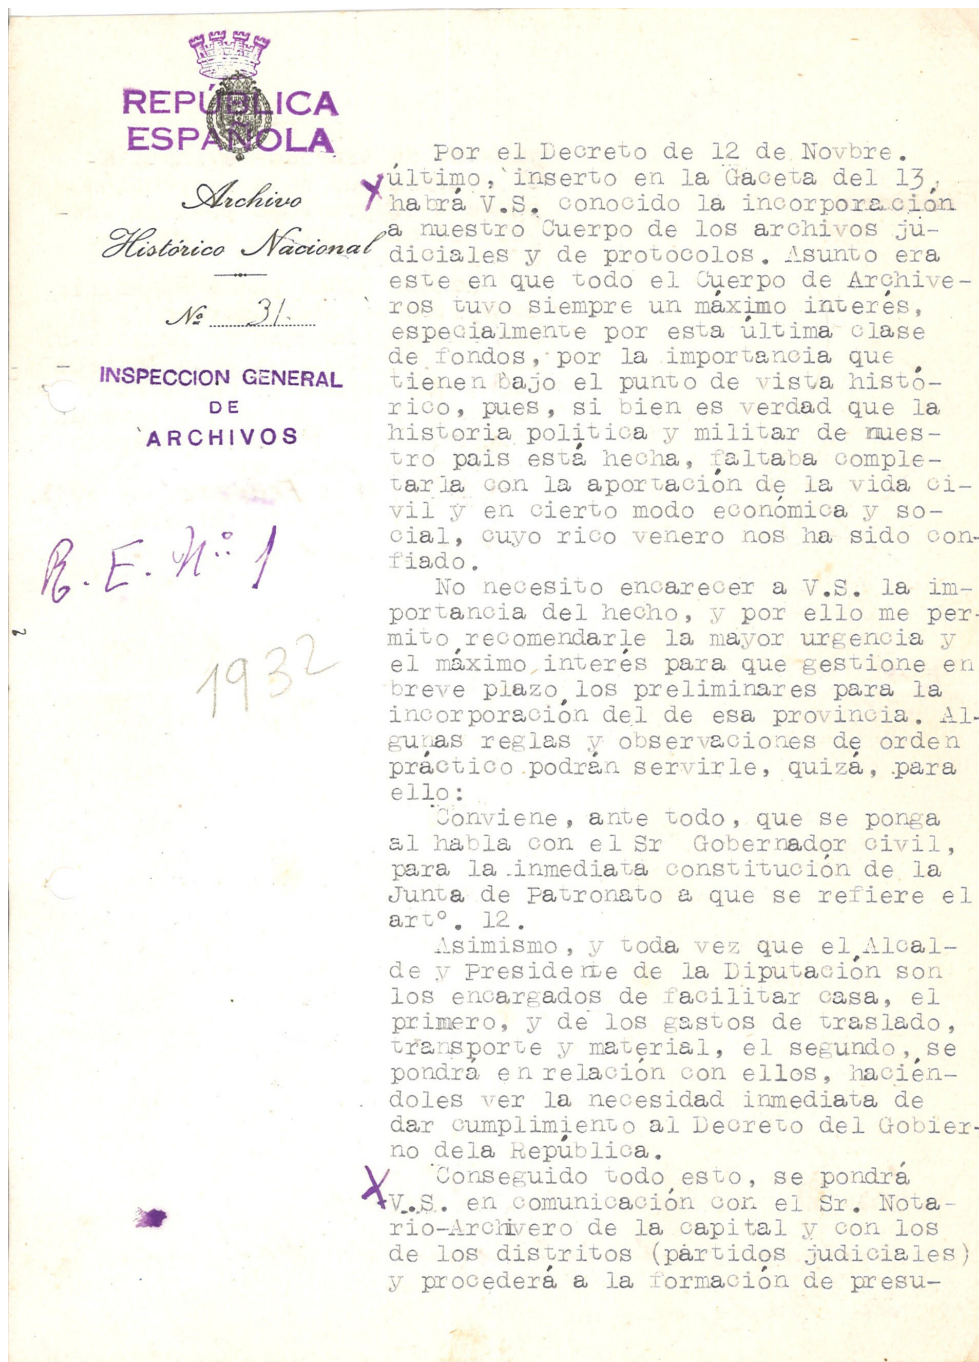 REPÚBLICA
ESPAÑOLA
Archivo
Histórico Nacional
Nº 31.
INSPECCION GENERAL
DE
ARCHIVOS
R. E. Nº 1
1932
Por el Decreto de 12 de Novbre.
último, inserto en la Gaceta del 13,
habrá V.S. conocido la incorporación
a nuestro Cuerpo de los archivos ju-
diciales y de protocolos. Asunto era
este en que todo el Cuerpo de Archive-
ros tuvo siempre un máximo interés,
especialmente por esta última clase
de fondos, por la importancia que
tienen bajo el punto de vista histó-
rico, pues, si bien es verdad que la
historia política y militar de nues-
tro pais está hecha, faltaba comple-
tarla con la aportación de la vida ci-
vil y en cierto modo económica y so-
cial, cuyo rico venero nos ha sido con-
fiado.
No necesito encarecer a V.S. la im-
portancia del hecho, y por ello me per-
mito recomendarle la mayor urgencia y
el máximo interés para que gestione en
breve plazo los preliminares para la
incorporación del de esa provincia. Al-
gunas reglas y observaciones de orden
práctico podrán servirle, quizá, para
ello:
Conviene, ante todo, que se ponga
al habla con el Sr Gobernador civil,
para la inmediata constitución de la
Junta de Patronato a que se refiere el
artº. 12.
Asimismo, y toda vez que el Alcal-
de y Presidente de la Diputación son
los encargados de facilitar casa, el
primero, y de los gastos de traslado,
transporte y material, el segundo, se
pondrá en relación con ellos, hacién-
doles ver la necesidad inmediata de
dar cumplimiento al Decreto del Gobier-
no dela República.
Conseguido todo esto, se pondrá
V.S. en comunicación con el Sr. Nota-
rio-Archivero de la capital y con los
de los distritos (partidos judiciales)
y procederá a la formación de presu-